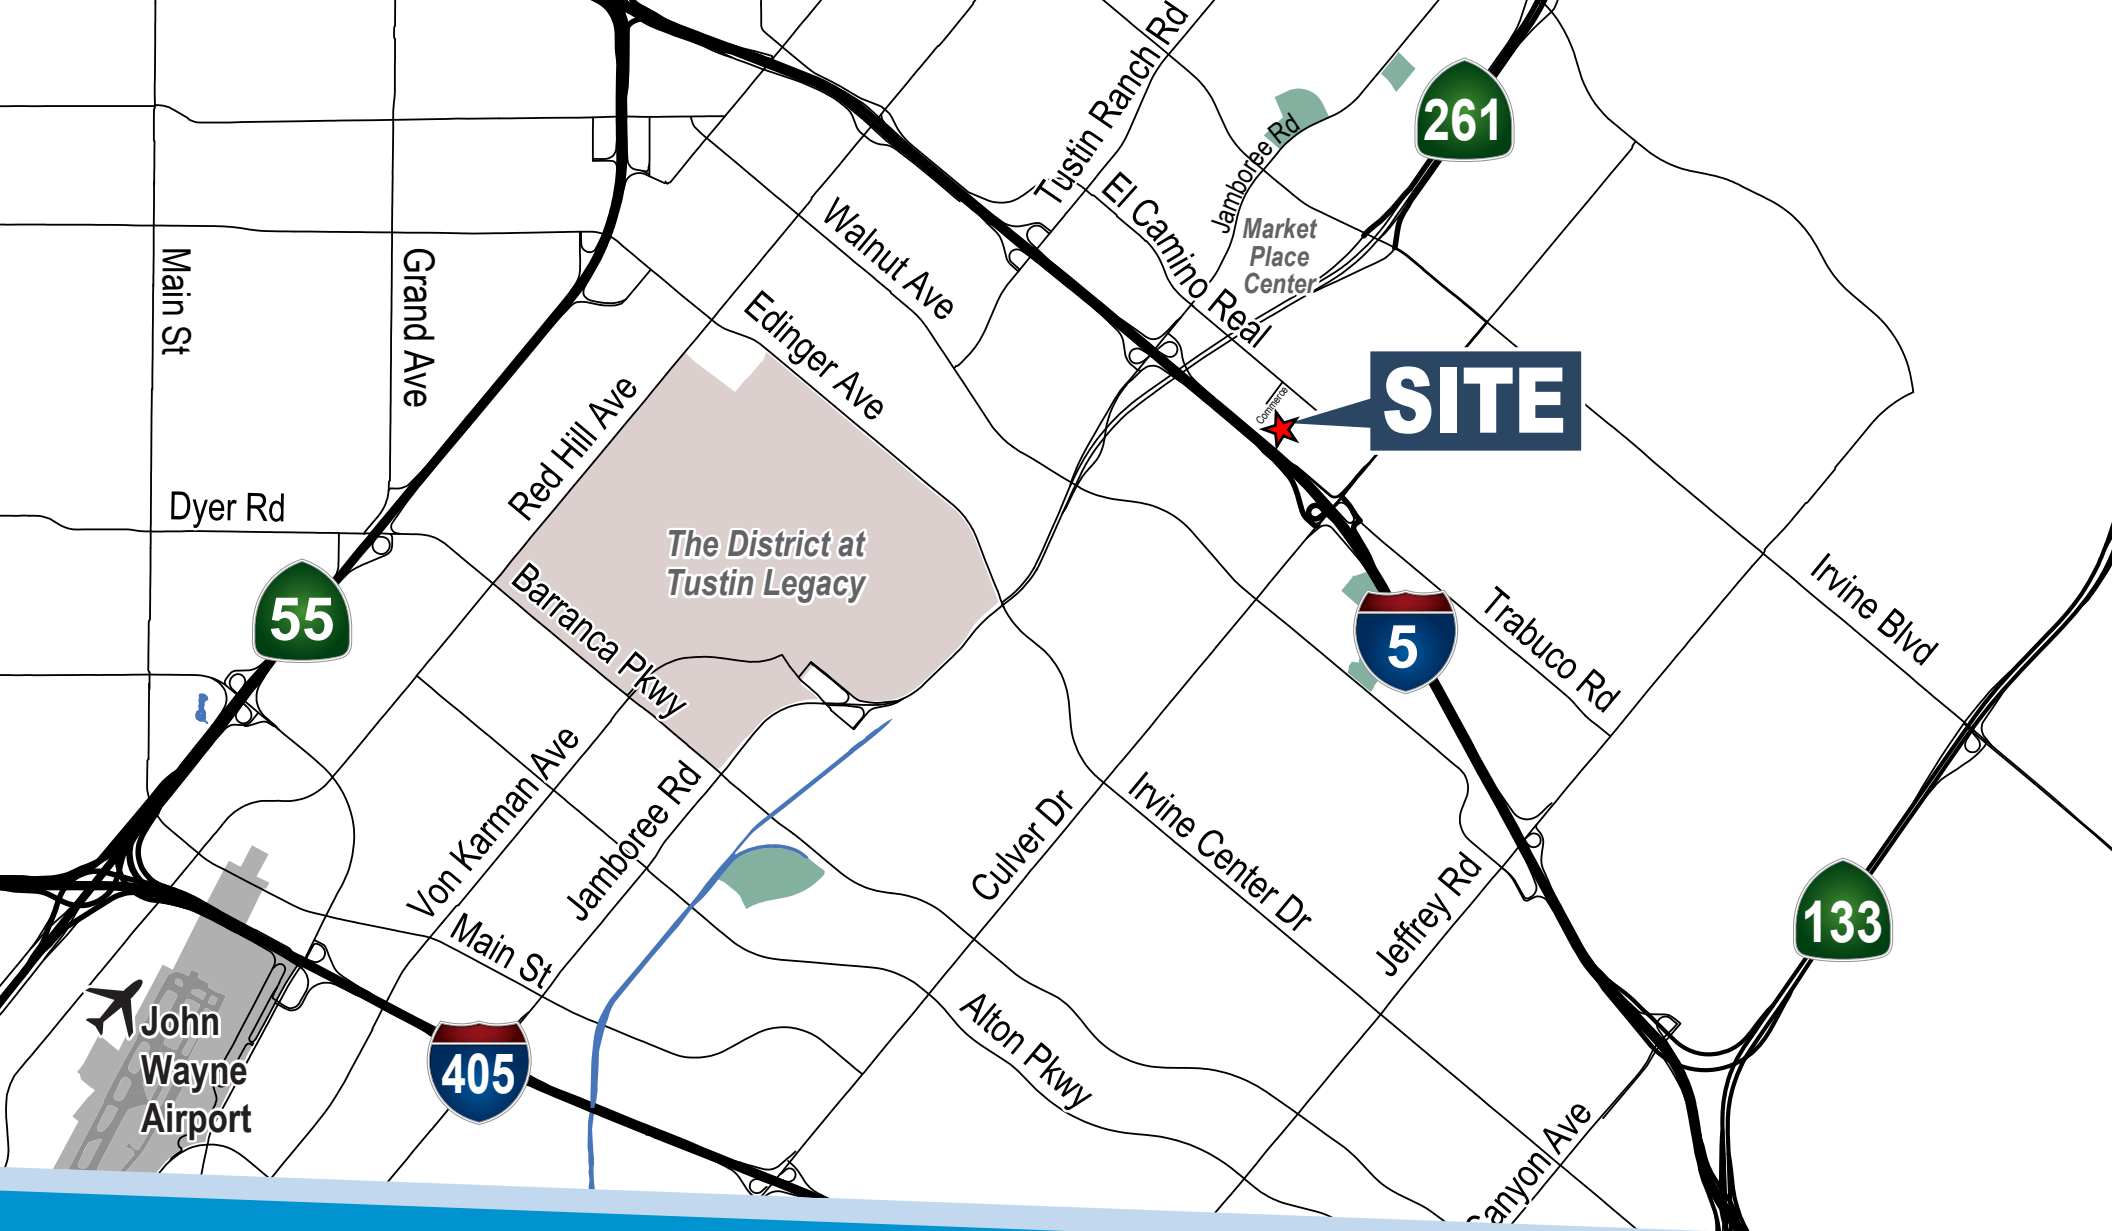 Tustin Ranch Rd
261
Jamboree Rd
El Camino Real
Market
Place
Center
Walnut Ave
Main St
Grand Ave
Edinger Ave
Commerce
SITE
Red Hill Ave
Dyer Rd
The District at
Tustin Legacy
55
Barranca Pkwy
5
Trabuco Rd
Irvine Blvd
Von Karman Ave
Jamboree Rd
Culver Dr
Irvine Center Dr
Jeffrey Rd
133
Main St
John
Wayne
Airport
405
Alton Pkwy
Canyon Ave